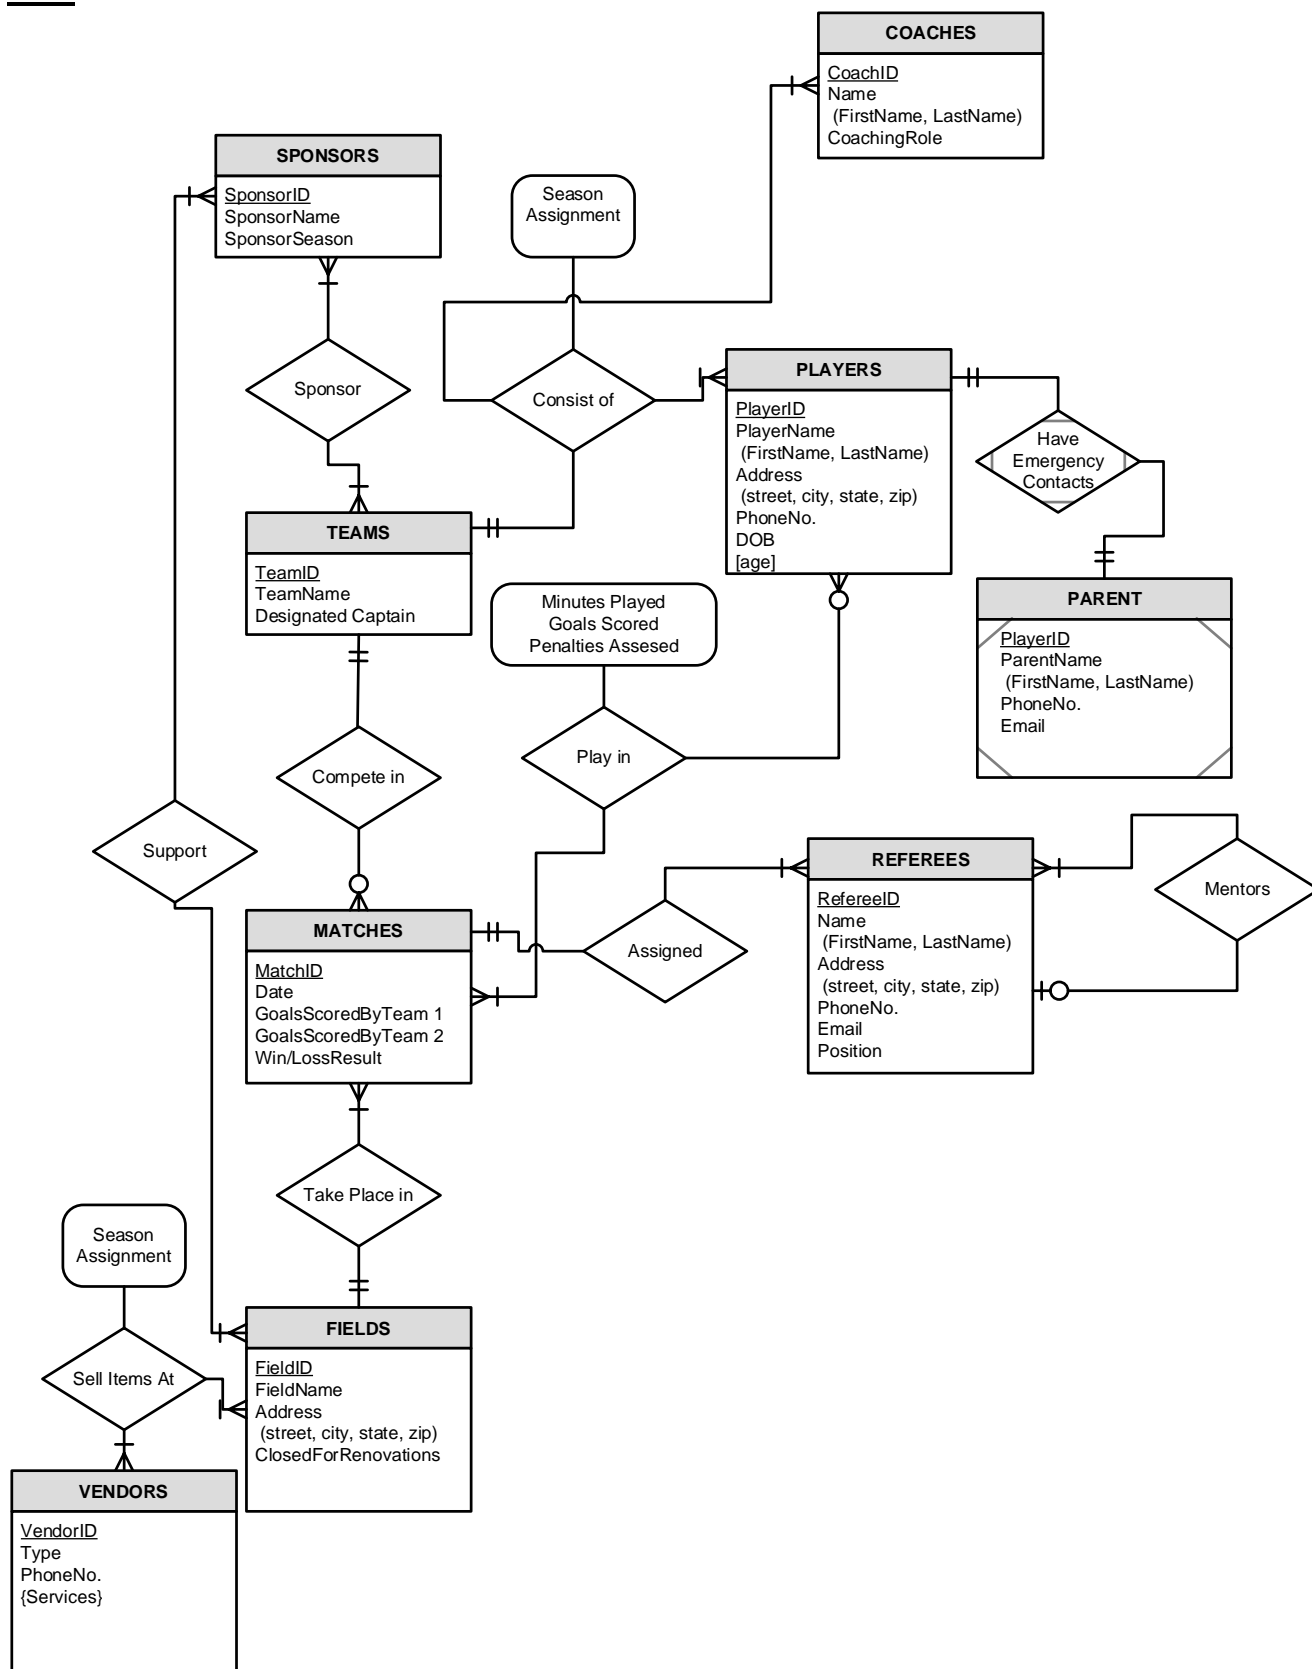 COACHES
CoachID
Name
(FirstName, LastName)
CoachingRole
SPONSORS
SponsorID
SponsorName
SponsorSeason
Season
Assignment
Sponsor
Consist of
PLAYERS
PlayerID
PlayerName
(FirstName, LastName)
Address
(street, city, state, zip)
PhoneNo.
DOB
[age]
Have
Emergency
Contacts
TEAMS
TeamID
TeamName
Designated Captain
Minutes Played
Goals Scored
Penalties Assesed
PARENT
PlayerID
ParentName
(FirstName, LastName)
PhoneNo.
Email
Compete in
Play in
Support
REFEREES
RefereeID
Name
(FirstName, LastName)
Address
(street, city, state, zip)
PhoneNo.
Email
Position
Mentors
MATCHES
MatchID
Date
GoalsScoredByTeam 1
GoalsScoredByTeam 2
Win/LossResult
Assigned
Take Place in
Season
Assignment
Sell Items At
FIELDS
FieldID
FieldName
Address
(street, city, state, zip)
ClosedForRenovations
VENDORS
VendorID
Type
PhoneNo.
{Services}